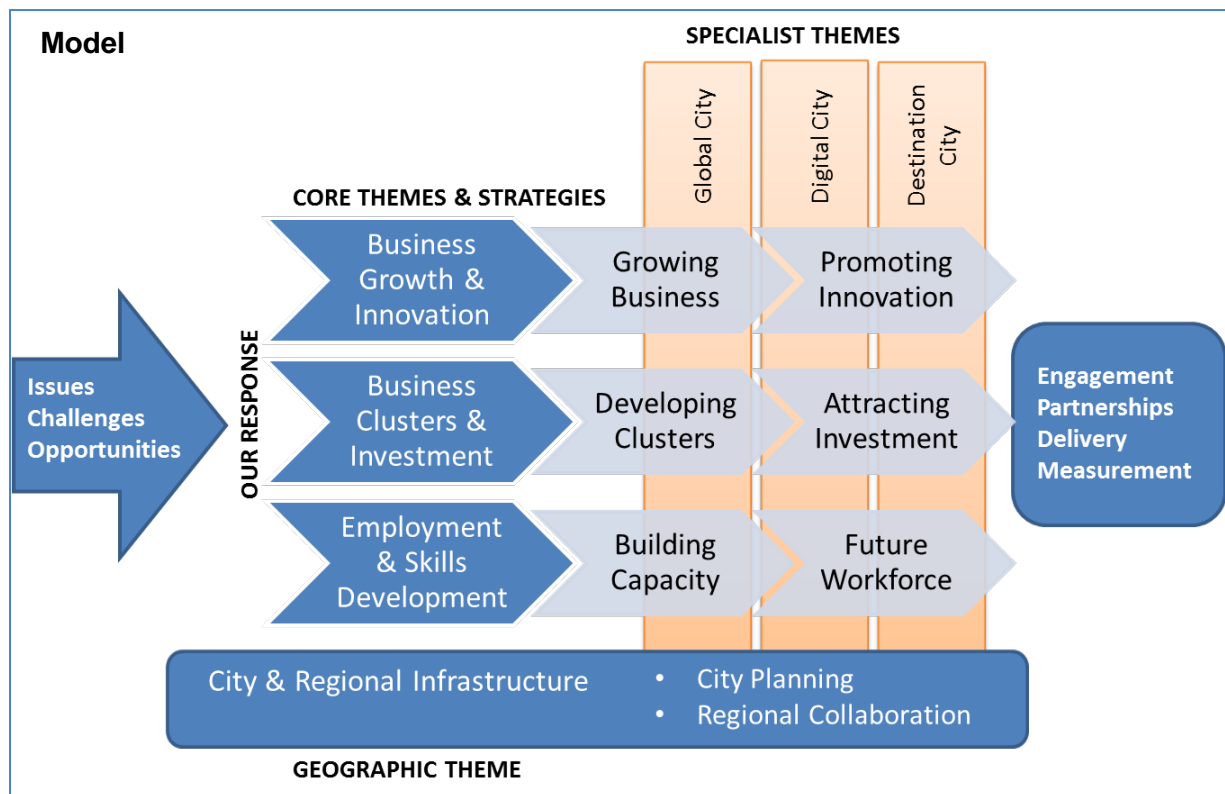 Model
SPECIALIST THEMES
Global City
Digital City
Destination
City
CORE THEMES & STRATEGIES
Issues
Challenges
Opportunities
OUR RESPONSE
Business
Growth &
Innovation
Growing
Business
Promoting
Innovation
Business
Clusters &
Investment
Developing
Clusters
Attracting
Investment
Employment
& Skills
Development
Building
Capacity
Future
Workforce
Engagement
Partnerships
Delivery
Measurement
City & Regional Infrastructure
• City Planning
• Regional Collaboration
GEOGRAPHIC THEME